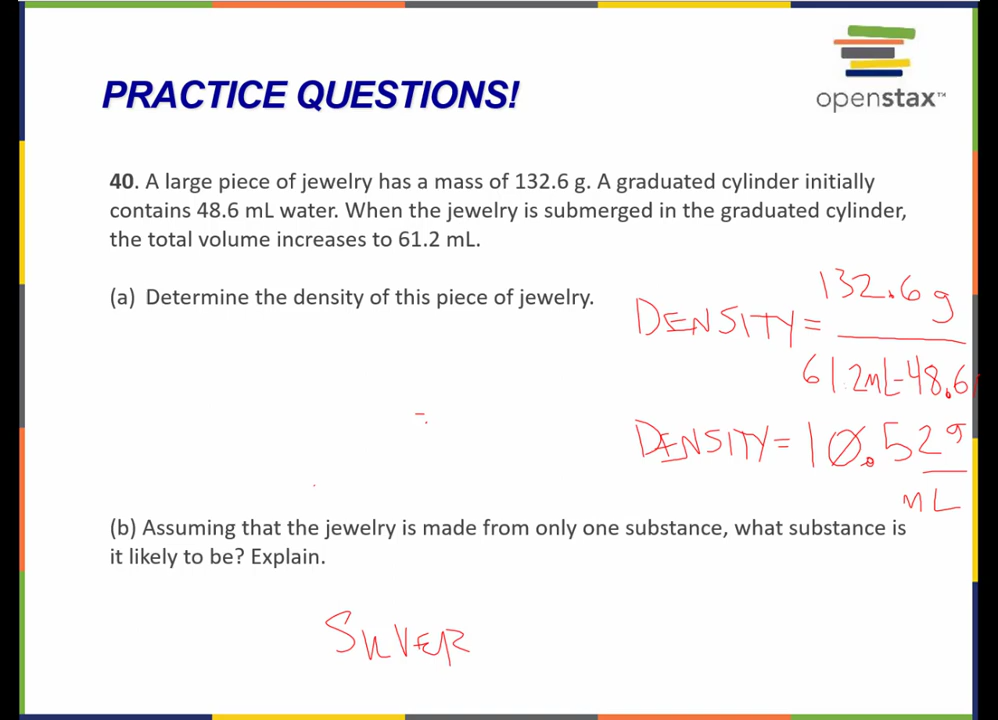 openstax™
PRACTICE QUESTIONS!
40. A large piece of jewelry has a mass of 132.6 g. A graduated cylinder initially
contains 48.6 mL water. When the jewelry is submerged in the graduated cylinder,
the total volume increases to 61.2 mL.
(a) Determine the density of this piece of jewelry.
132.6 g
DENSITY =
61.2mL-48.6
DENSITY = 10.52 g
mL
(b) Assuming that the jewelry is made from only one substance, what substance is
it likely to be? Explain.
SILVER